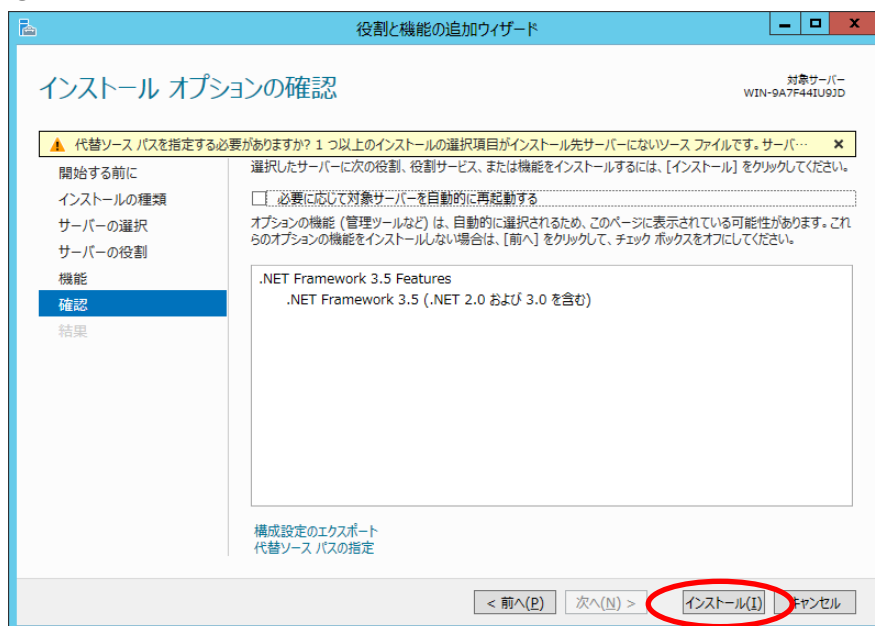 役割と機能の追加ウィザード
インストール オプションの確認
対象サーバー
WIN-9A7F44IU9JD
代替ソース パスを指定する必要がありますか? 1 つ以上のインストールの選択項目がインストール先サーバーにないソース ファイルです。サーバ…
開始する前に
インストールの種類
サーバーの選択
サーバーの役割
機能
確認
結果
選択したサーバーに次の役割、役割サービス、または機能をインストールするには、[インストール] をクリックしてください。
必要に応じて対象サーバーを自動的に再起動する
オプションの機能 (管理ツールなど) は、自動的に選択されるため、このページに表示されている可能性があります。これ
らのオプションの機能をインストールしない場合は、[前へ] をクリックして、チェック ボックスをオフにしてください。
.NET Framework 3.5 Features
.NET Framework 3.5 (.NET 2.0 および 3.0 を含む)
構成設定のエクスポート
代替ソース パスの指定
< 前へ(P) 次へ(N) > インストール(I) キャンセル